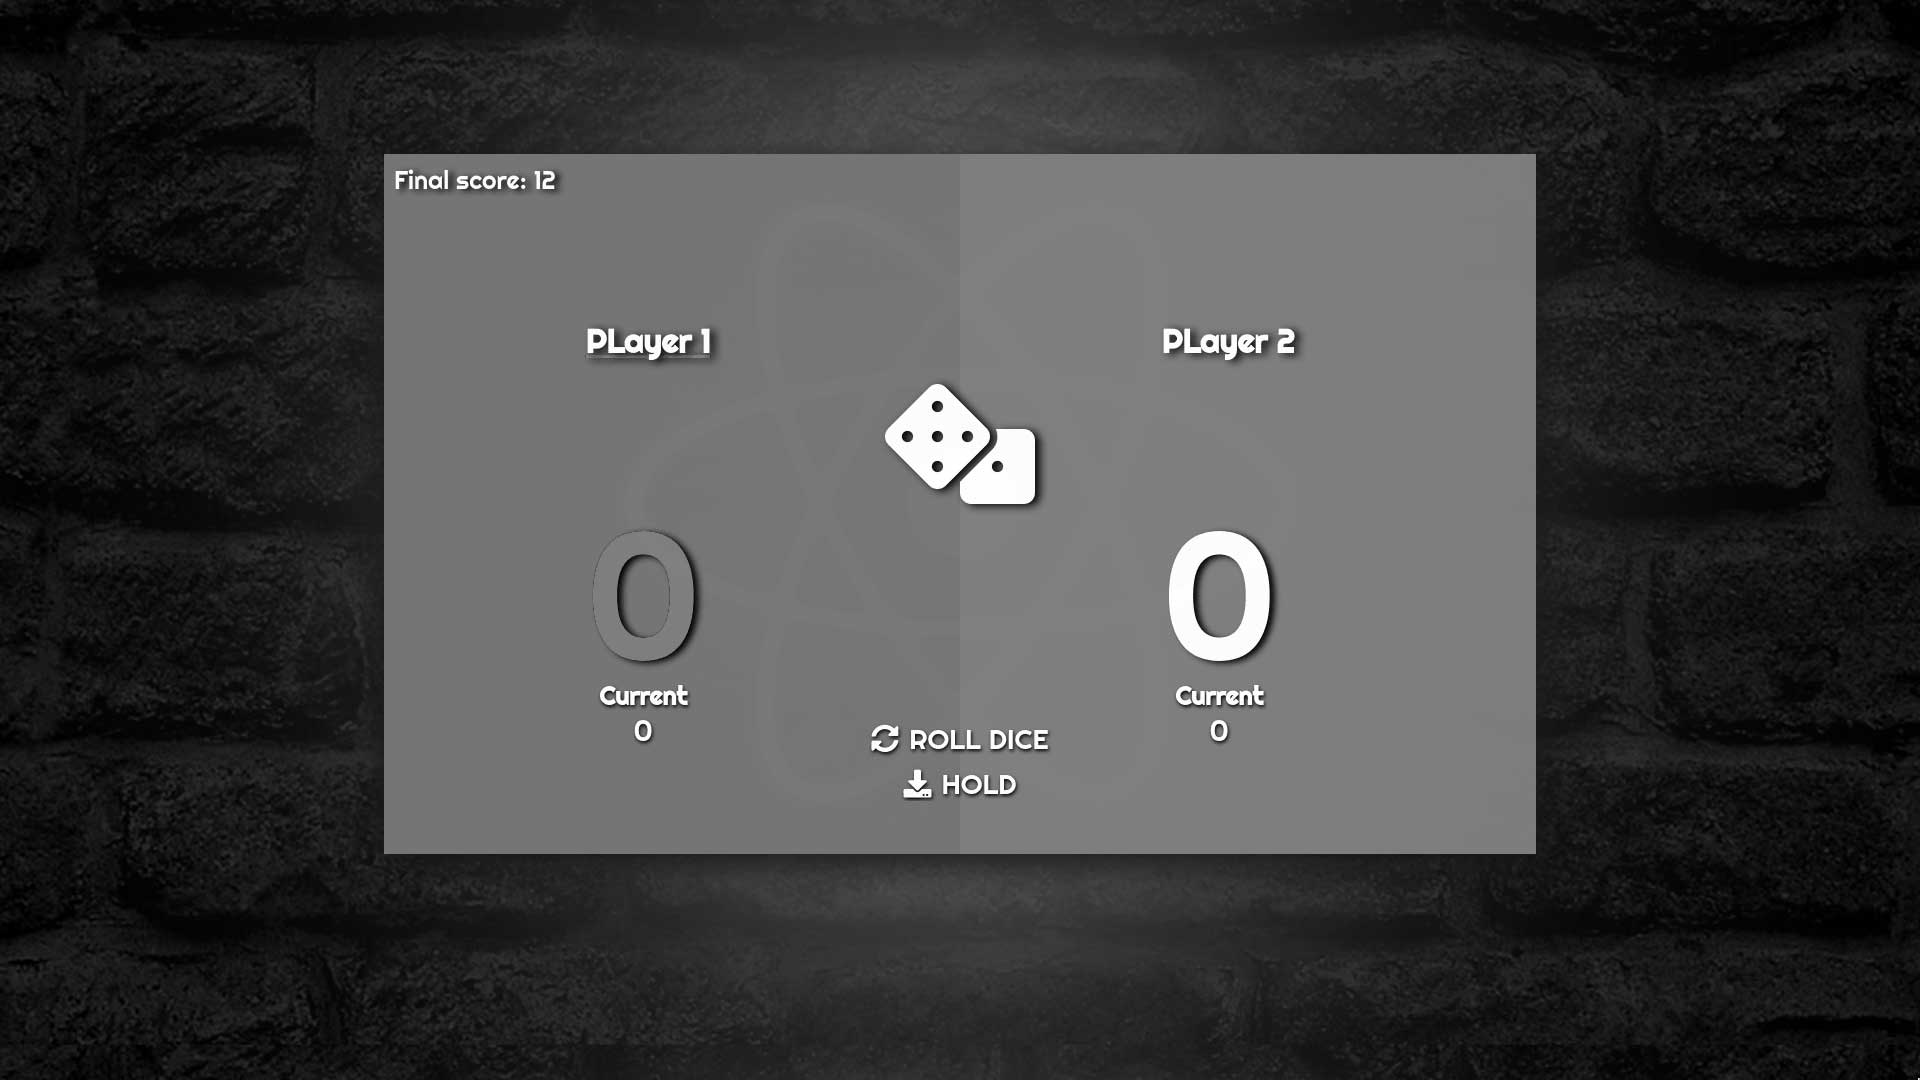 Final score: 12
PLayer 1
PLayer 2
0
0
Current
0
Current
0
ROLL DICE
HOLD